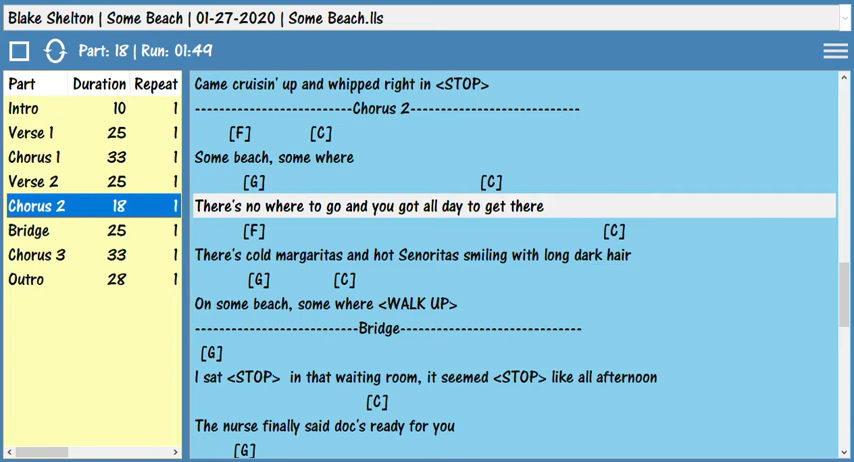 Blake Shelton | Some Beach | 01-27-2020 | Some Beach.lls
Part: 18 | Run: 01:49
Part Duration Repeat
Intro 10 1
Verse 1 25 1
Chorus 1 33 1
Verse 2 25 1
Chorus 2 18 1
Bridge 25 1
Chorus 3 33 1
Outro 28 1
Came cruisin' up and whipped right in <STOP>
--------------------------Chorus 2----------------------------
[F] [C]
Some beach, some where
[G] [C]
There's no where to go and you got all day to get there
[F] [C]
There's cold margaritas and hot Senoritas smiling with long dark hair
[G] [C]
On some beach, some where <WALK UP>
---------------------------Bridge------------------------------
[G]
I sat <STOP>  in that waiting room, it seemed <STOP> like all afternoon
[C]
The nurse finally said doc's ready for you
[G]